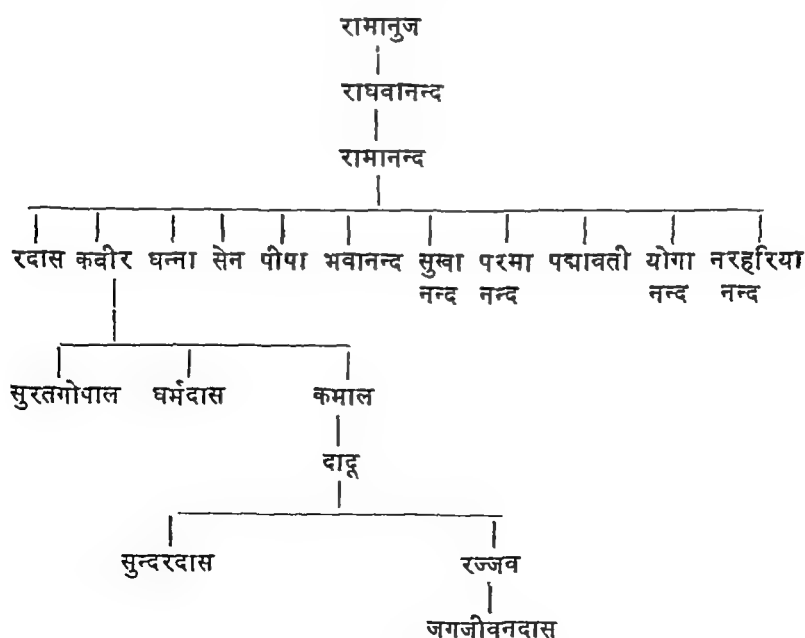 रामानुज
राघवानन्द
रामानन्द
रदास कबीर धन्ना सेन पीपा भवानन्द सुखा परमा पद्मावती योगा नरहरिया
नन्द नन्द नन्द नन्द
सुरतगोपाल धर्मदास कमाल
दादू
सुन्दरदास रज्जव
जगजीवनदास